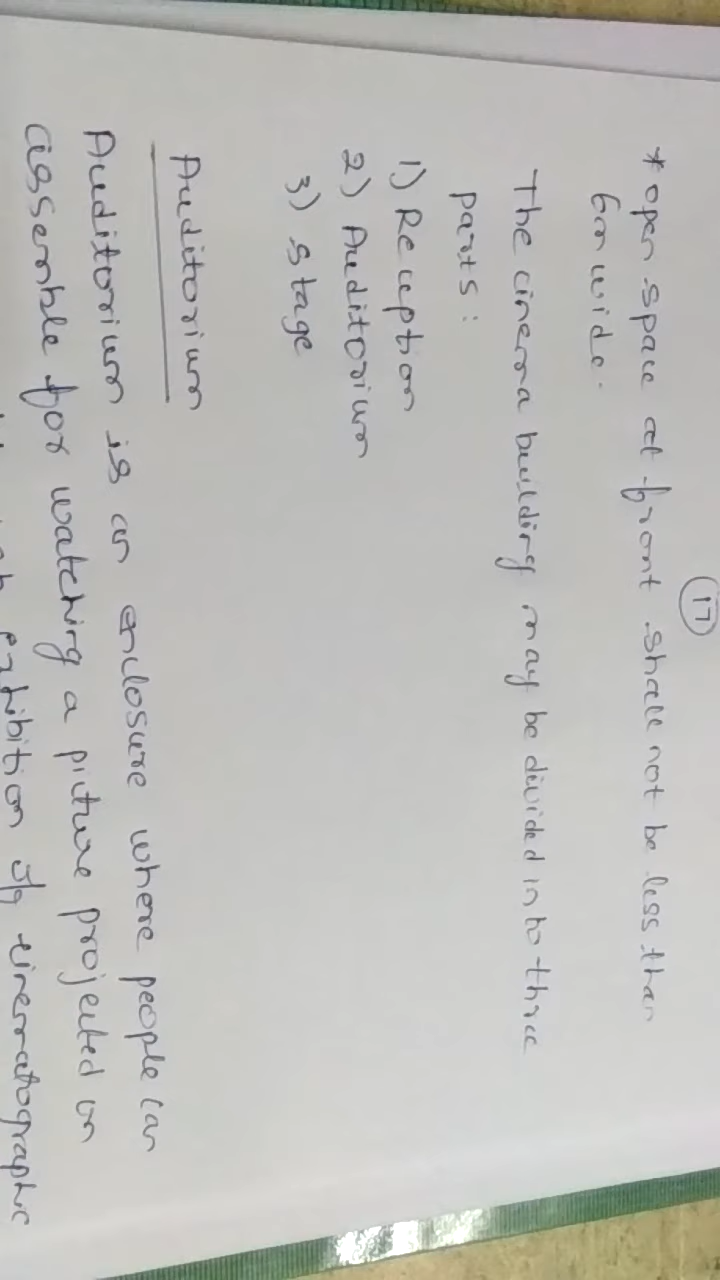 17
* open space at front shall not be less than
6m wide.
The cinema building may be divided into three
parts:
1) Reception
2) Auditorium
3) stage
Auditorium
Auditorium is an enclosure where people can
assemble for watching a picture projected on
exhibition of cinematographic